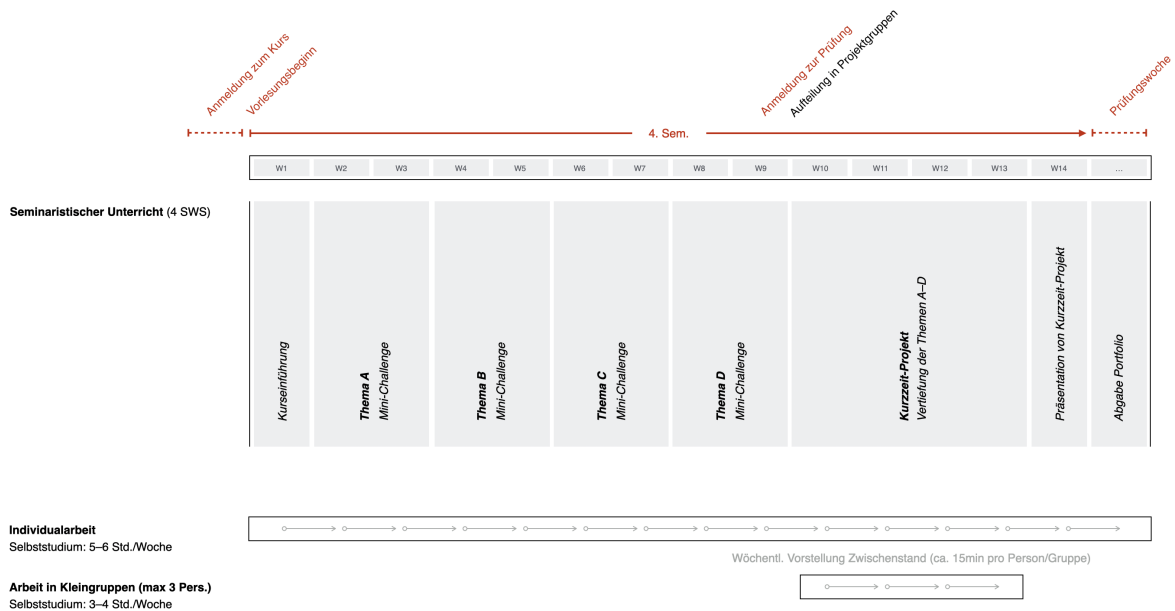 Anmeldung zum Kurs
Vorlesungsbeginn
Anmeldung zur Prüfung
Aufteilung in Projektgruppen
Prüfungswoche
4. Sem.
W1 W2 W3 W4 W5 W6 W7 W8 W9 W10 W11 W12 W13 W14 ...
Seminaristischer Unterricht (4 SWS)
Kurseinführung
Thema A
Mini-Challenge
Thema B
Mini-Challenge
Thema C
Mini-Challenge
Thema D
Mini-Challenge
Kurzzeit-Projekt
Vertiefung der Themen A–D
Präsentation von Kurzzeit-Projekt
Abgabe Portfolio
Individualarbeit
Selbststudium: 5–6 Std./Woche
Wöchentl. Vorstellung Zwischenstand (ca. 15min pro Person/Gruppe)
Arbeit in Kleingruppen (max 3 Pers.)
Selbststudium: 3–4 Std./Woche